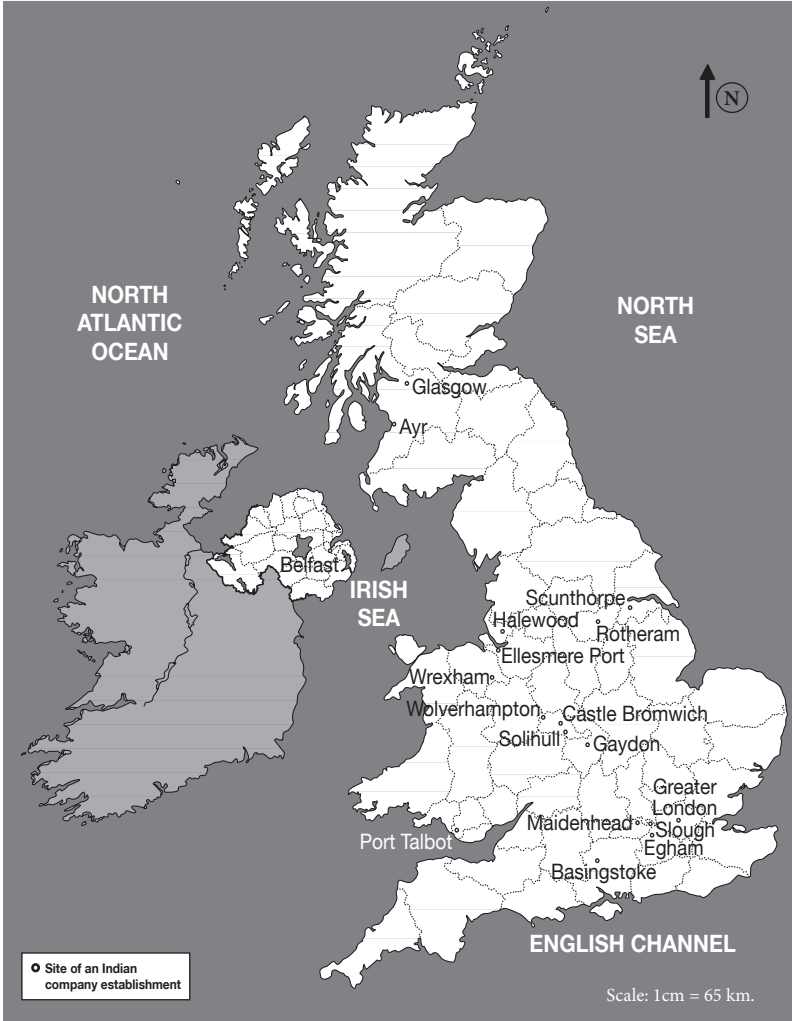 N
NORTH
ATLANTIC
OCEAN
NORTH
SEA
Glasgow
Ayr
Belfast
IRISH
SEA
Scunthorpe
Halewood
Rotheram
Ellesmere Port
Wrexham
Wolverhampton
Castle Bromwich
Solihull
Gaydon
Greater
London
Maidenhead
Slough
Egham
Port Talbot
Basingstoke
ENGLISH CHANNEL
Site of an Indian
company establishment
Scale: 1cm = 65 km.